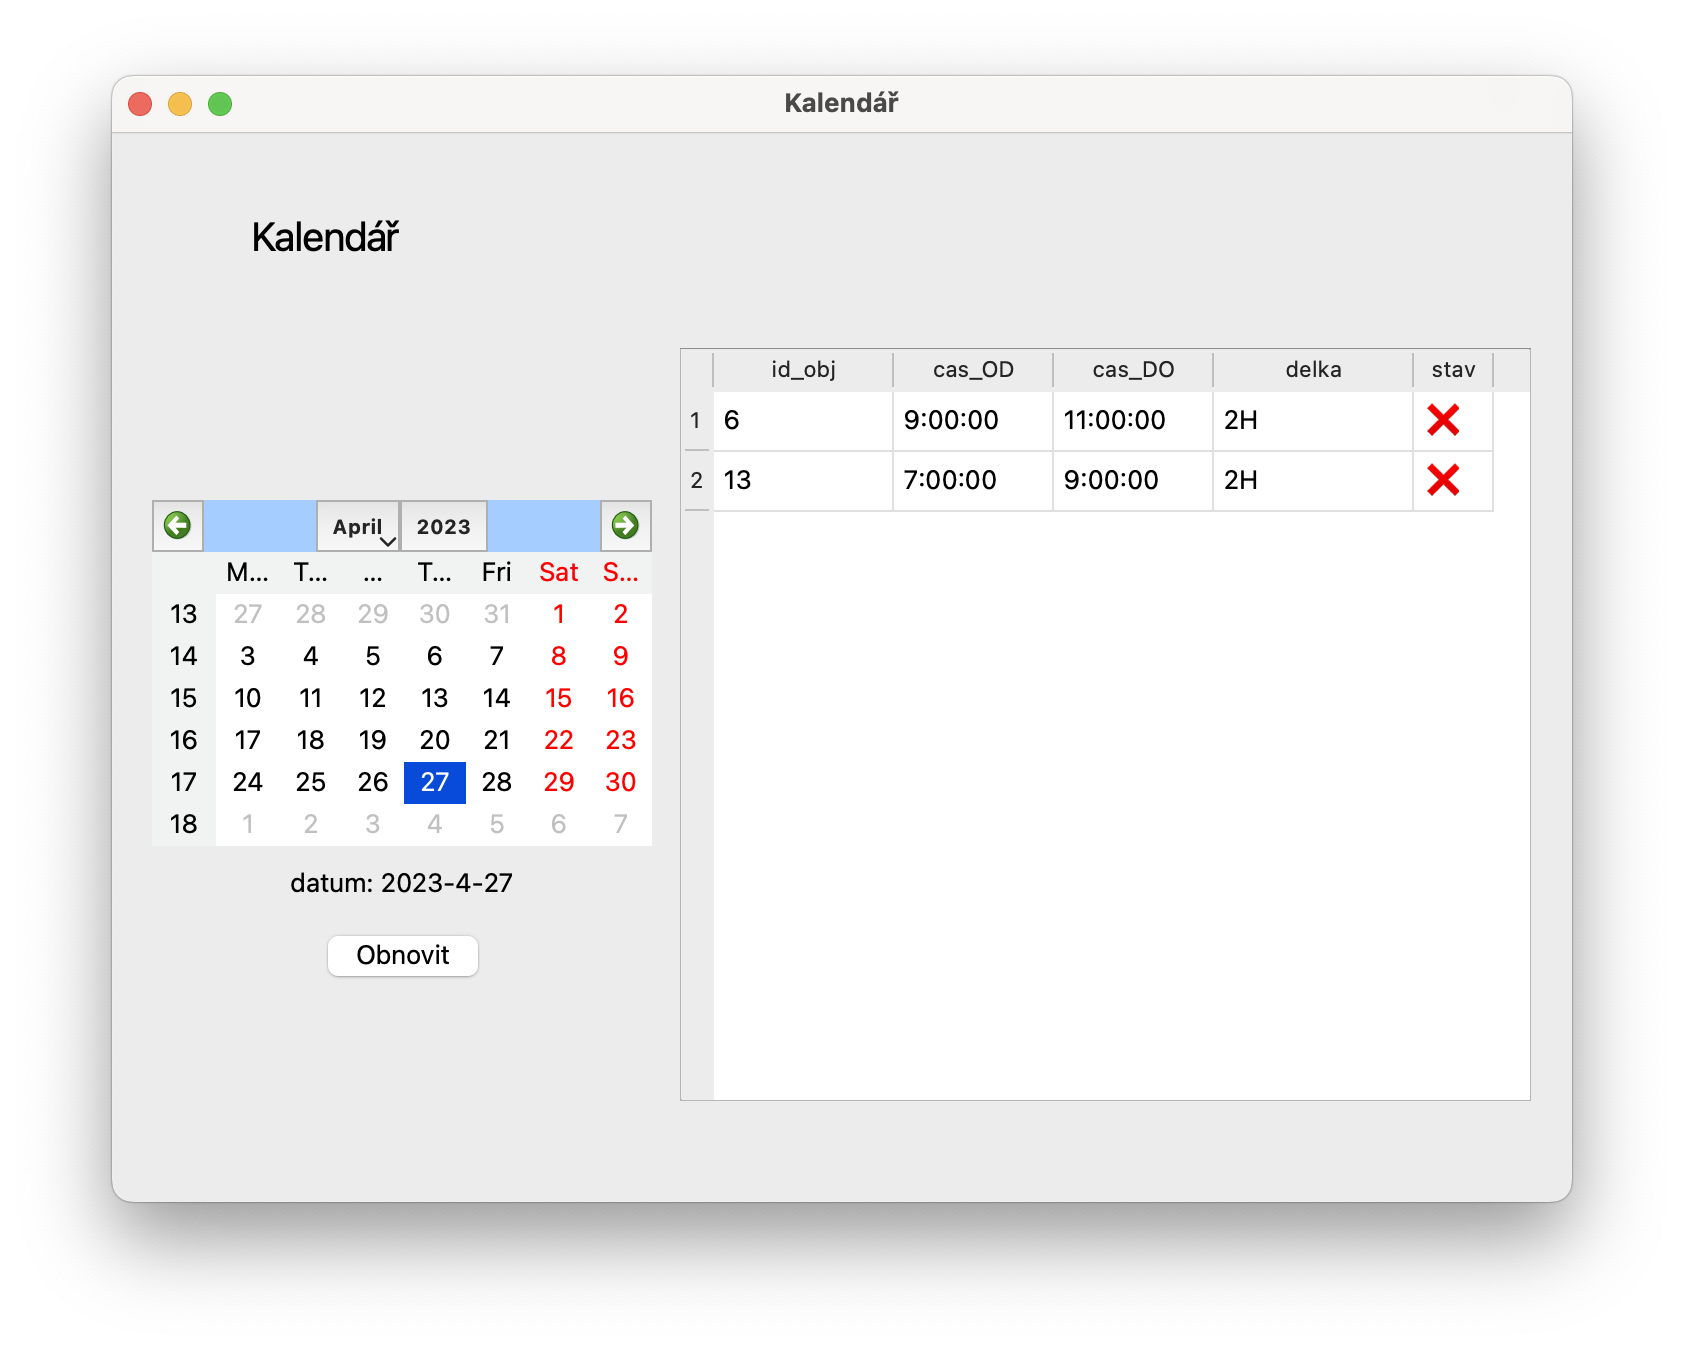 Kalendář
Kalendář
id_obj cas_OD cas_DO delka stav
1 6 9:00:00 11:00:00 2H
2 13 7:00:00 9:00:00 2H
April 2023
M... T... ... T... Fri Sat S...
13 27 28 29 30 31 1 2
14 3 4 5 6 7 8 9
15 10 11 12 13 14 15 16
16 17 18 19 20 21 22 23
17 24 25 26 27 28 29 30
18 1 2 3 4 5 6 7
datum: 2023-4-27
Obnovit